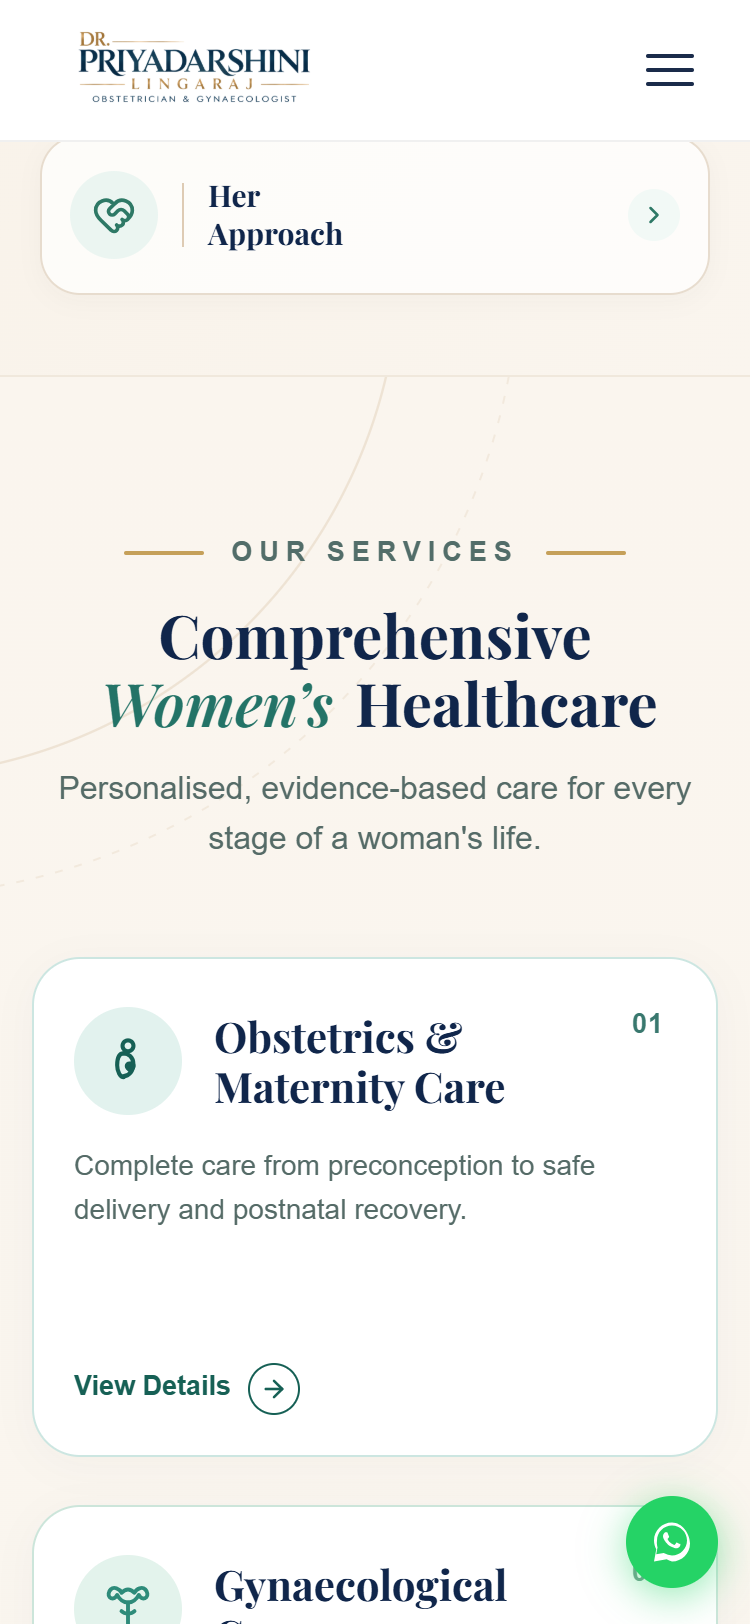 DR.
PRIYADARSHINI
LINGARAJ
OBSTETRICIAN & GYNAECOLOGIST
Her
Approach
OUR SERVICES
Comprehensive
Women’s Healthcare
Personalised, evidence-based care for every
stage of a woman's life.
Obstetrics &
Maternity Care
01
Complete care from preconception to safe
delivery and postnatal recovery.
View Details
Gynaecological